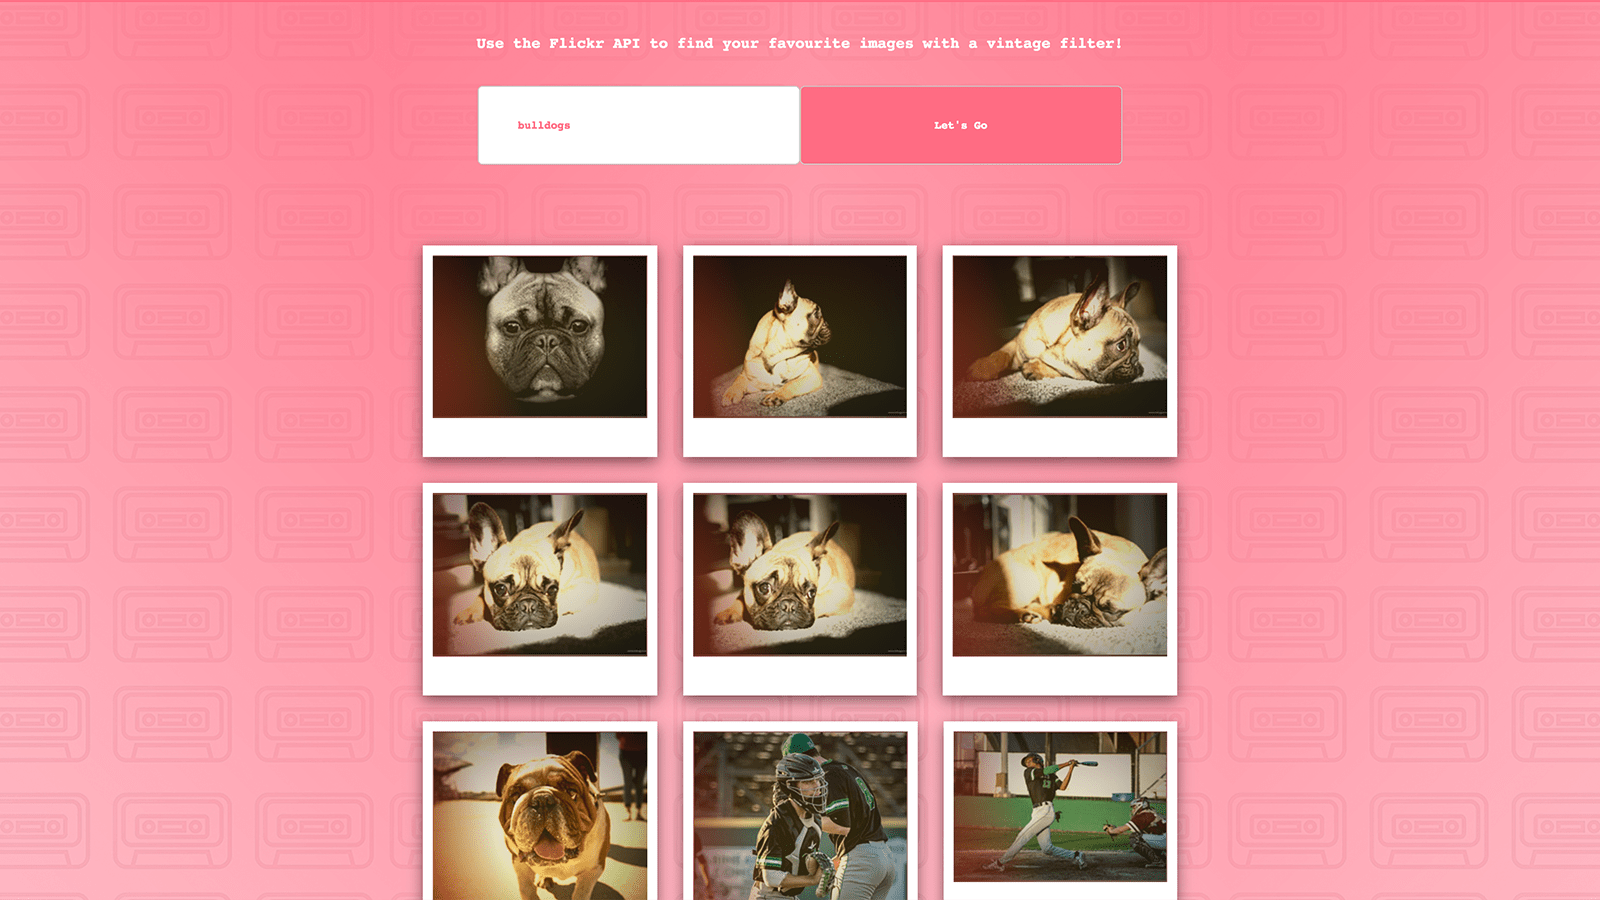 Use the Flickr API to find your favourite images with a vintage filter!
bulldogs
Let's Go